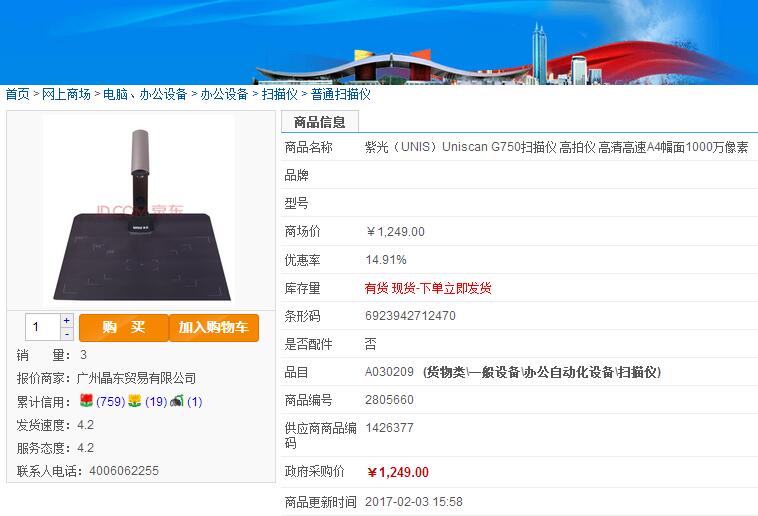 首页 > 网上商场 > 电脑、办公设备 > 办公设备 > 扫描仪 > 普通扫描仪
JD.COM 京东
1
+
-
购 买
加入购物车
销 量： 3
报价商家： 广州晶东贸易有限公司
累计信用： (759) (19) (1)
发货速度： 4.2
服务态度： 4.2
联系人电话： 4006062255
商品信息
商品名称 紫光（UNIS）Uniscan G750扫描仪 高拍仪 高清高速A4幅面1000万像素
品牌
型号
商场价 ￥1,249.00
优惠率 14.91%
库存量 有货 现货-下单立即发货
条形码 6923942712470
是否配件 否
品目 A030209 (货物类\一般设备\办公自动化设备\扫描仪)
商品编号 2805660
供应商商品编 1426377
码
政府采购价 ￥1,249.00
商品更新时间 2017-02-03 15:58